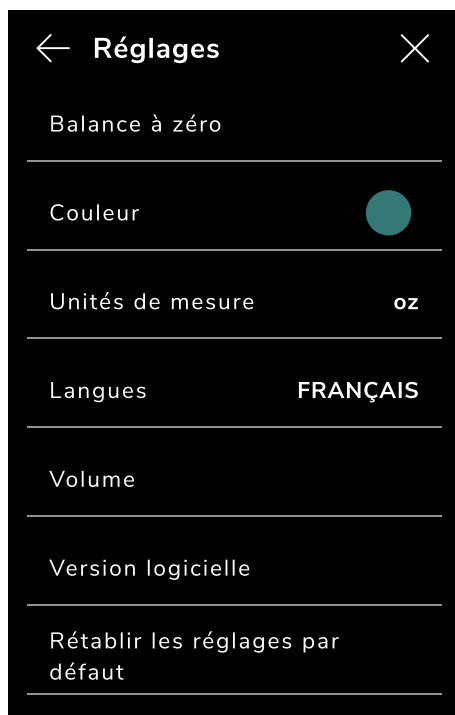 Réglages
Balance à zéro
Couleur
Unités de mesure oz
Langues FRANÇAIS
Volume
Version logicielle
Rétablir les réglages par
défaut